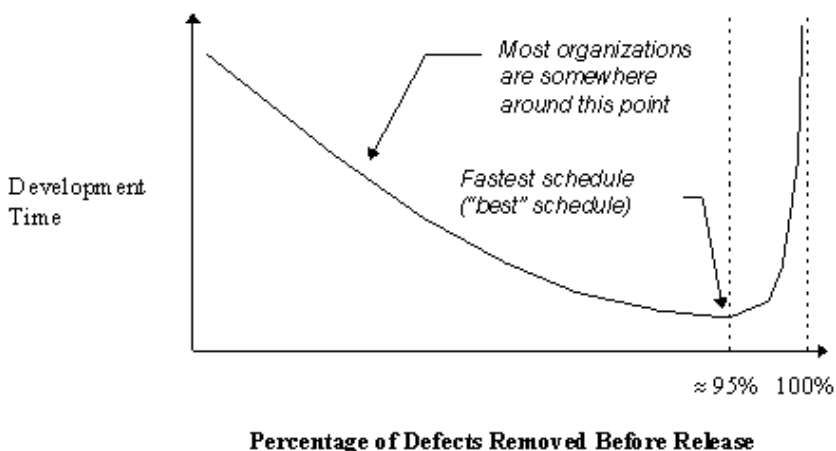 Most organizations
are somewhere
around this point
Development
Time
Fastest schedule
("best" schedule)
≈ 95% 100%
Percentage of Defects Removed Before Release